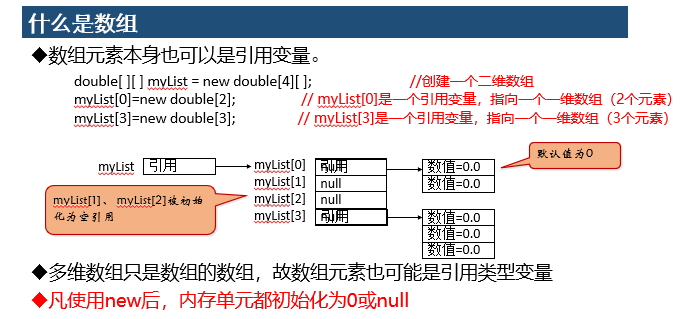 什么是数组
◆数组元素本身也可以是引用变量。
double[ ][ ] myList = new double[4][ ]; //创建一个二维数组
myList[0]=new double[2]; // myList[0]是一个引用变量，指向一个一维数组（2个元素）
myList[3]=new double[3]; // myList[3]是一个引用变量，指向一个一维数组（3个元素）
myList 引用
myList[0] 引用 null
myList[1] null
myList[2] null
myList[3] 引用 null
数值=0.0
数值=0.0
数值=0.0
数值=0.0
数值=0.0
默认值为0
myList[1]、 myList[2]被初始
化为空引用
◆多维数组只是数组的数组，故数组元素也可能是引用类型变量
◆凡使用new后，内存单元都初始化为0或null